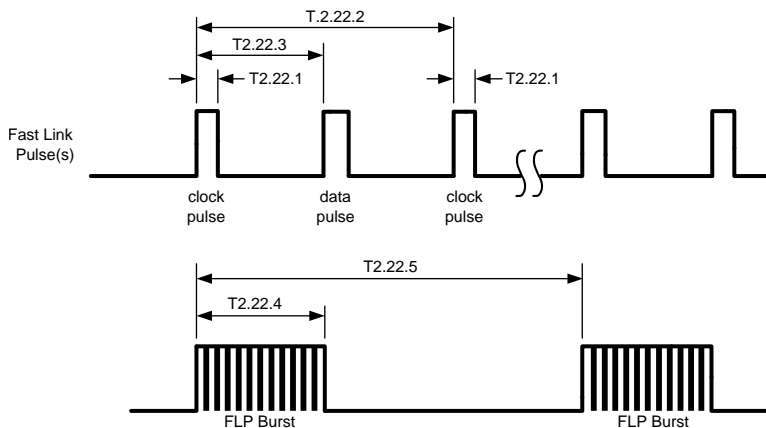 T.2.22.2
T2.22.3
T2.22.1
T2.22.1
Fast Link
Pulse(s)
clock
pulse
data
pulse
clock
pulse
T2.22.5
T2.22.4
FLP Burst
FLP Burst